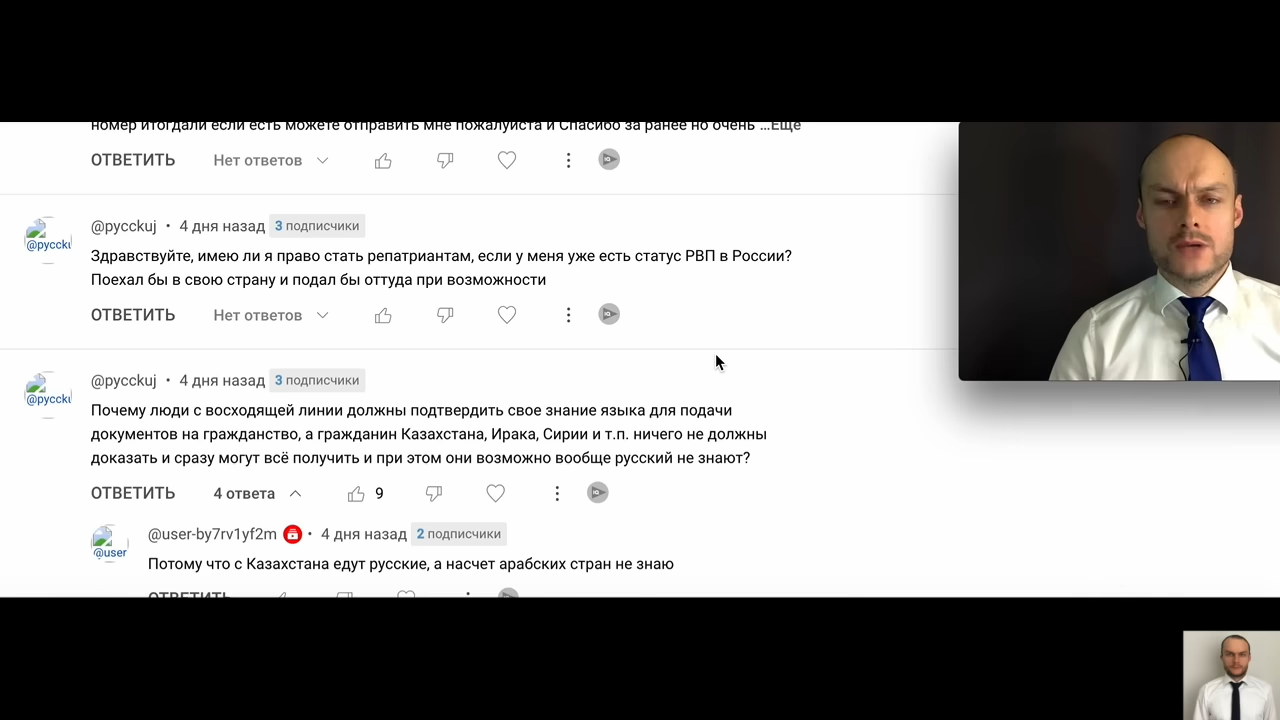 номер итогдали если есть можете отправить мне пожалуиста и Спасибо за ранее но очень ...Ещё
ОТВЕТИТЬ Нет ответов
@pycckuj • 4 дня назад 3 подписчики
@pyccku
Здравствуйте, имею ли я право стать репатриантам, если у меня уже есть статус РВП в России?
Поехал бы в свою страну и подал бы оттуда при возможности
ОТВЕТИТЬ Нет ответов
@pycckuj • 4 дня назад 3 подписчики
@pyccku
Почему люди с восходящей линии должны подтвердить свое знание языка для подачи
документов на гражданство, а гражданин Казахстана, Ирака, Сирии и т.п. ничего не должны
доказать и сразу могут всё получить и при этом они возможно вообще русский не знают?
ОТВЕТИТЬ 4 ответа 9
@user-by7rv1yf2m • 4 дня назад 2 подписчики
@user
Потому что с Казахстана едут русские, а насчет арабских стран не знаю
ОТВЕТИТЬ